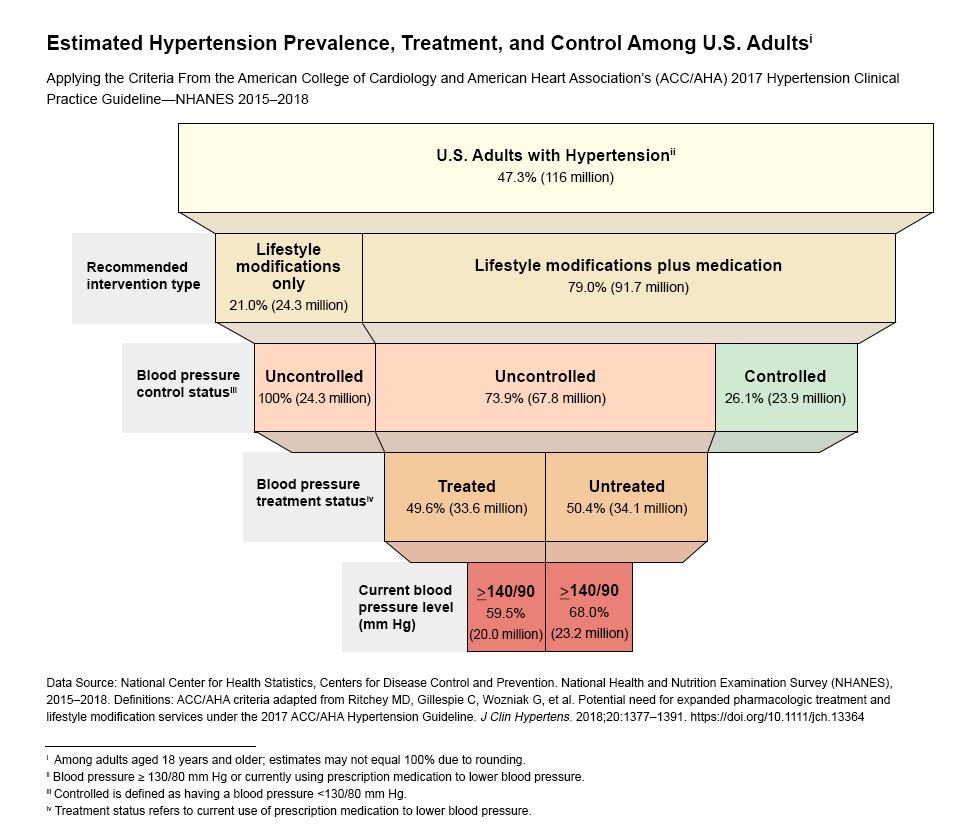 Estimated Hypertension Prevalence, Treatment, and Control Among U.S. Adultsⁱ
Applying the Criteria From the American College of Cardiology and American Heart Association's (ACC/AHA) 2017 Hypertension Clinical
Practice Guideline—NHANES 2015–2018
U.S. Adults with Hypertensionⁱⁱ
47.3% (116 million)
Recommended
intervention type
Lifestyle
modifications
only
21.0% (24.3 million)
Lifestyle modifications plus medication
79.0% (91.7 million)
Blood pressure
control statusⁱⁱⁱ
Uncontrolled
100% (24.3 million)
Uncontrolled
73.9% (67.8 million)
Controlled
26.1% (23.9 million)
Blood pressure
treatment statusⁱᵛ
Treated
49.6% (33.6 million)
Untreated
50.4% (34.1 million)
Current blood
pressure level
(mm Hg)
≥140/90
59.5%
(20.0 million)
≥140/90
68.0%
(23.2 million)
Data Source: National Center for Health Statistics, Centers for Disease Control and Prevention. National Health and Nutrition Examination Survey (NHANES),
2015–2018. Definitions: ACC/AHA criteria adapted from Ritchey MD, Gillespie C, Wozniak G, et al. Potential need for expanded pharmacologic treatment and
lifestyle modification services under the 2017 ACC/AHA Hypertension Guideline. J Clin Hypertens. 2018;20:1377–1391. https://doi.org/10.1111/jch.13364
ⁱ Among adults aged 18 years and older; estimates may not equal 100% due to rounding.
ⁱⁱ Blood pressure ≥ 130/80 mm Hg or currently using prescription medication to lower blood pressure.
ⁱⁱⁱ Controlled is defined as having a blood pressure <130/80 mm Hg.
ⁱᵛ Treatment status refers to current use of prescription medication to lower blood pressure.